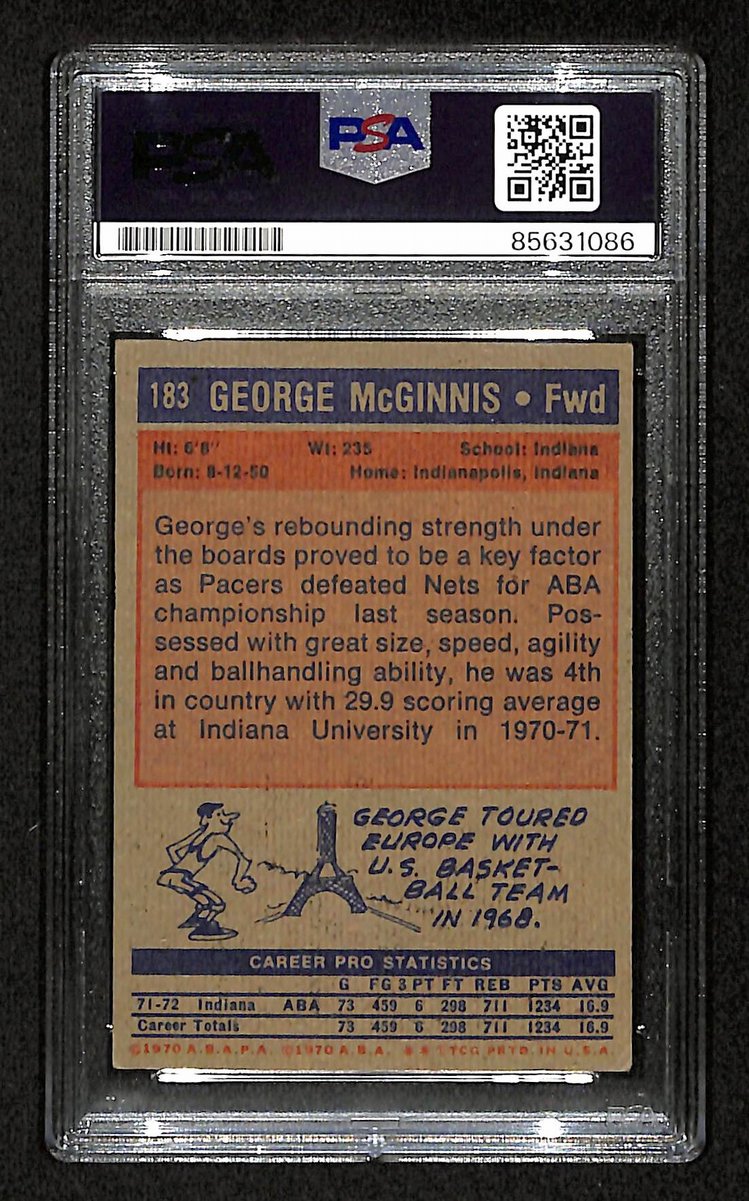 PSA
85631086
183 GEORGE McGINNIS • Fwd
Ht: 6'8" Wt: 235 School: Indiana
Born: 8-12-50 Home: Indianapolis, Indiana
George's rebounding strength under
the boards proved to be a key factor
as Pacers defeated Nets for ABA
championship last season. Pos-
sessed with great size, speed, agility
and ballhandling ability, he was 4th
in country with 29.9 scoring average
at Indiana University in 1970-71.
GEORGE TOURED
EUROPE WITH
U.S. BASKET-
BALL TEAM
IN 1968.
CAREER PRO STATISTICS
G FG 3PT FT REB PTS AVG
71-72 Indiana ABA 73 459 6 298 711 1234 16.9
Career Totals 73 459 6 298 711 1234 16.9
©1970 A.B.A.P.A. ©1970 A.B.A. TCG PRTD. IN U.S.A.